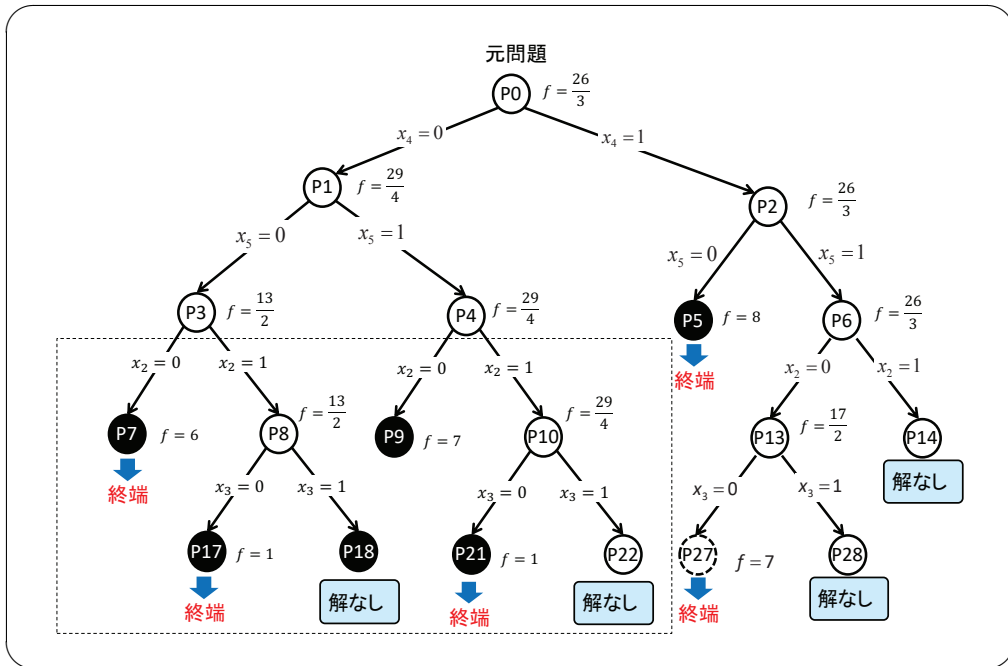 元問題
P0 f = 26/3
x₄ = 0 x₄ = 1
P1 f = 29/4
P2 f = 26/3
x₅ = 0 x₅ = 1
x₅ = 0 x₅ = 1
P3 f = 13/2
P4 f = 29/4
P5 f = 8
P6 f = 26/3
終端
x₂ = 0 x₂ = 1
x₂ = 0 x₂ = 1
x₂ = 0 x₂ = 1
P7 f = 6
終端
P8 f = 13/2
P9 f = 7
P10 f = 29/4
P13 f = 17/2
P14
解なし
x₃ = 0 x₃ = 1
x₃ = 0 x₃ = 1
x₃ = 0 x₃ = 1
P17 f = 1
終端
P18
解なし
P21 f = 1
終端
P22
解なし
P27 f = 7
終端
P28
解なし